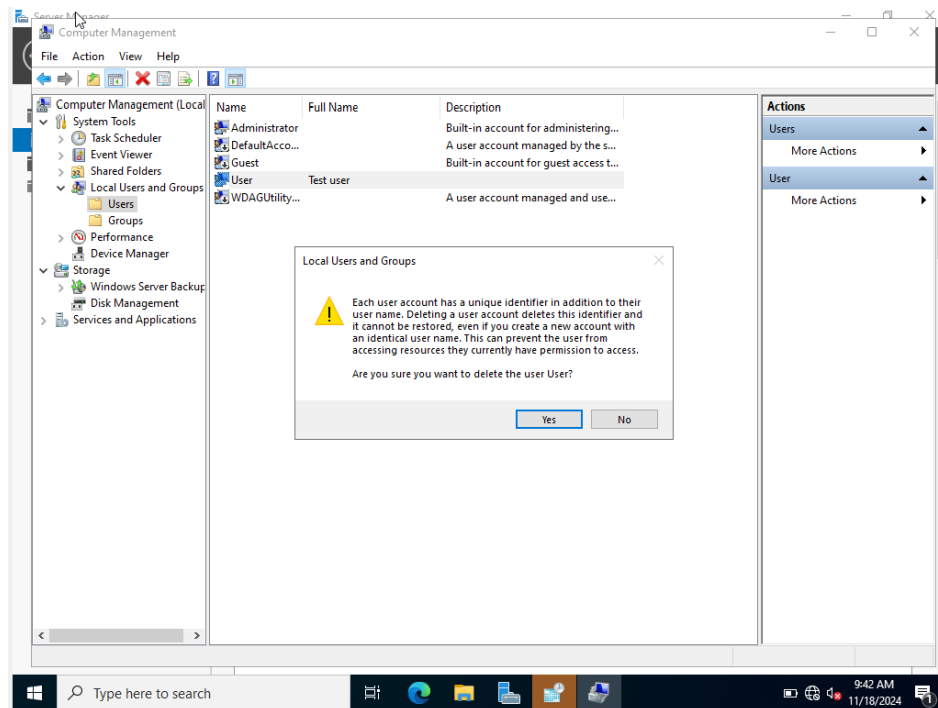 Server Manager
Computer Management
File Action View Help
Computer Management (Local
System Tools
Task Scheduler
Event Viewer
Shared Folders
Local Users and Groups
Users
Groups
Performance
Device Manager
Storage
Windows Server Backup
Disk Management
Services and Applications
Name Full Name Description
Administrator Built-in account for administering...
DefaultAcco... A user account managed by the s...
Guest Built-in account for guest access t...
User Test user
WDAGUtility... A user account managed and use...
Actions
Users
More Actions
User
More Actions
Local Users and Groups
Each user account has a unique identifier in addition to their
user name. Deleting a user account deletes this identifier and
it cannot be restored, even if you create a new account with
an identical user name. This can prevent the user from
accessing resources they currently have permission to access.
Are you sure you want to delete the user User?
Yes No
Type here to search
9:42 AM
11/18/2024
1